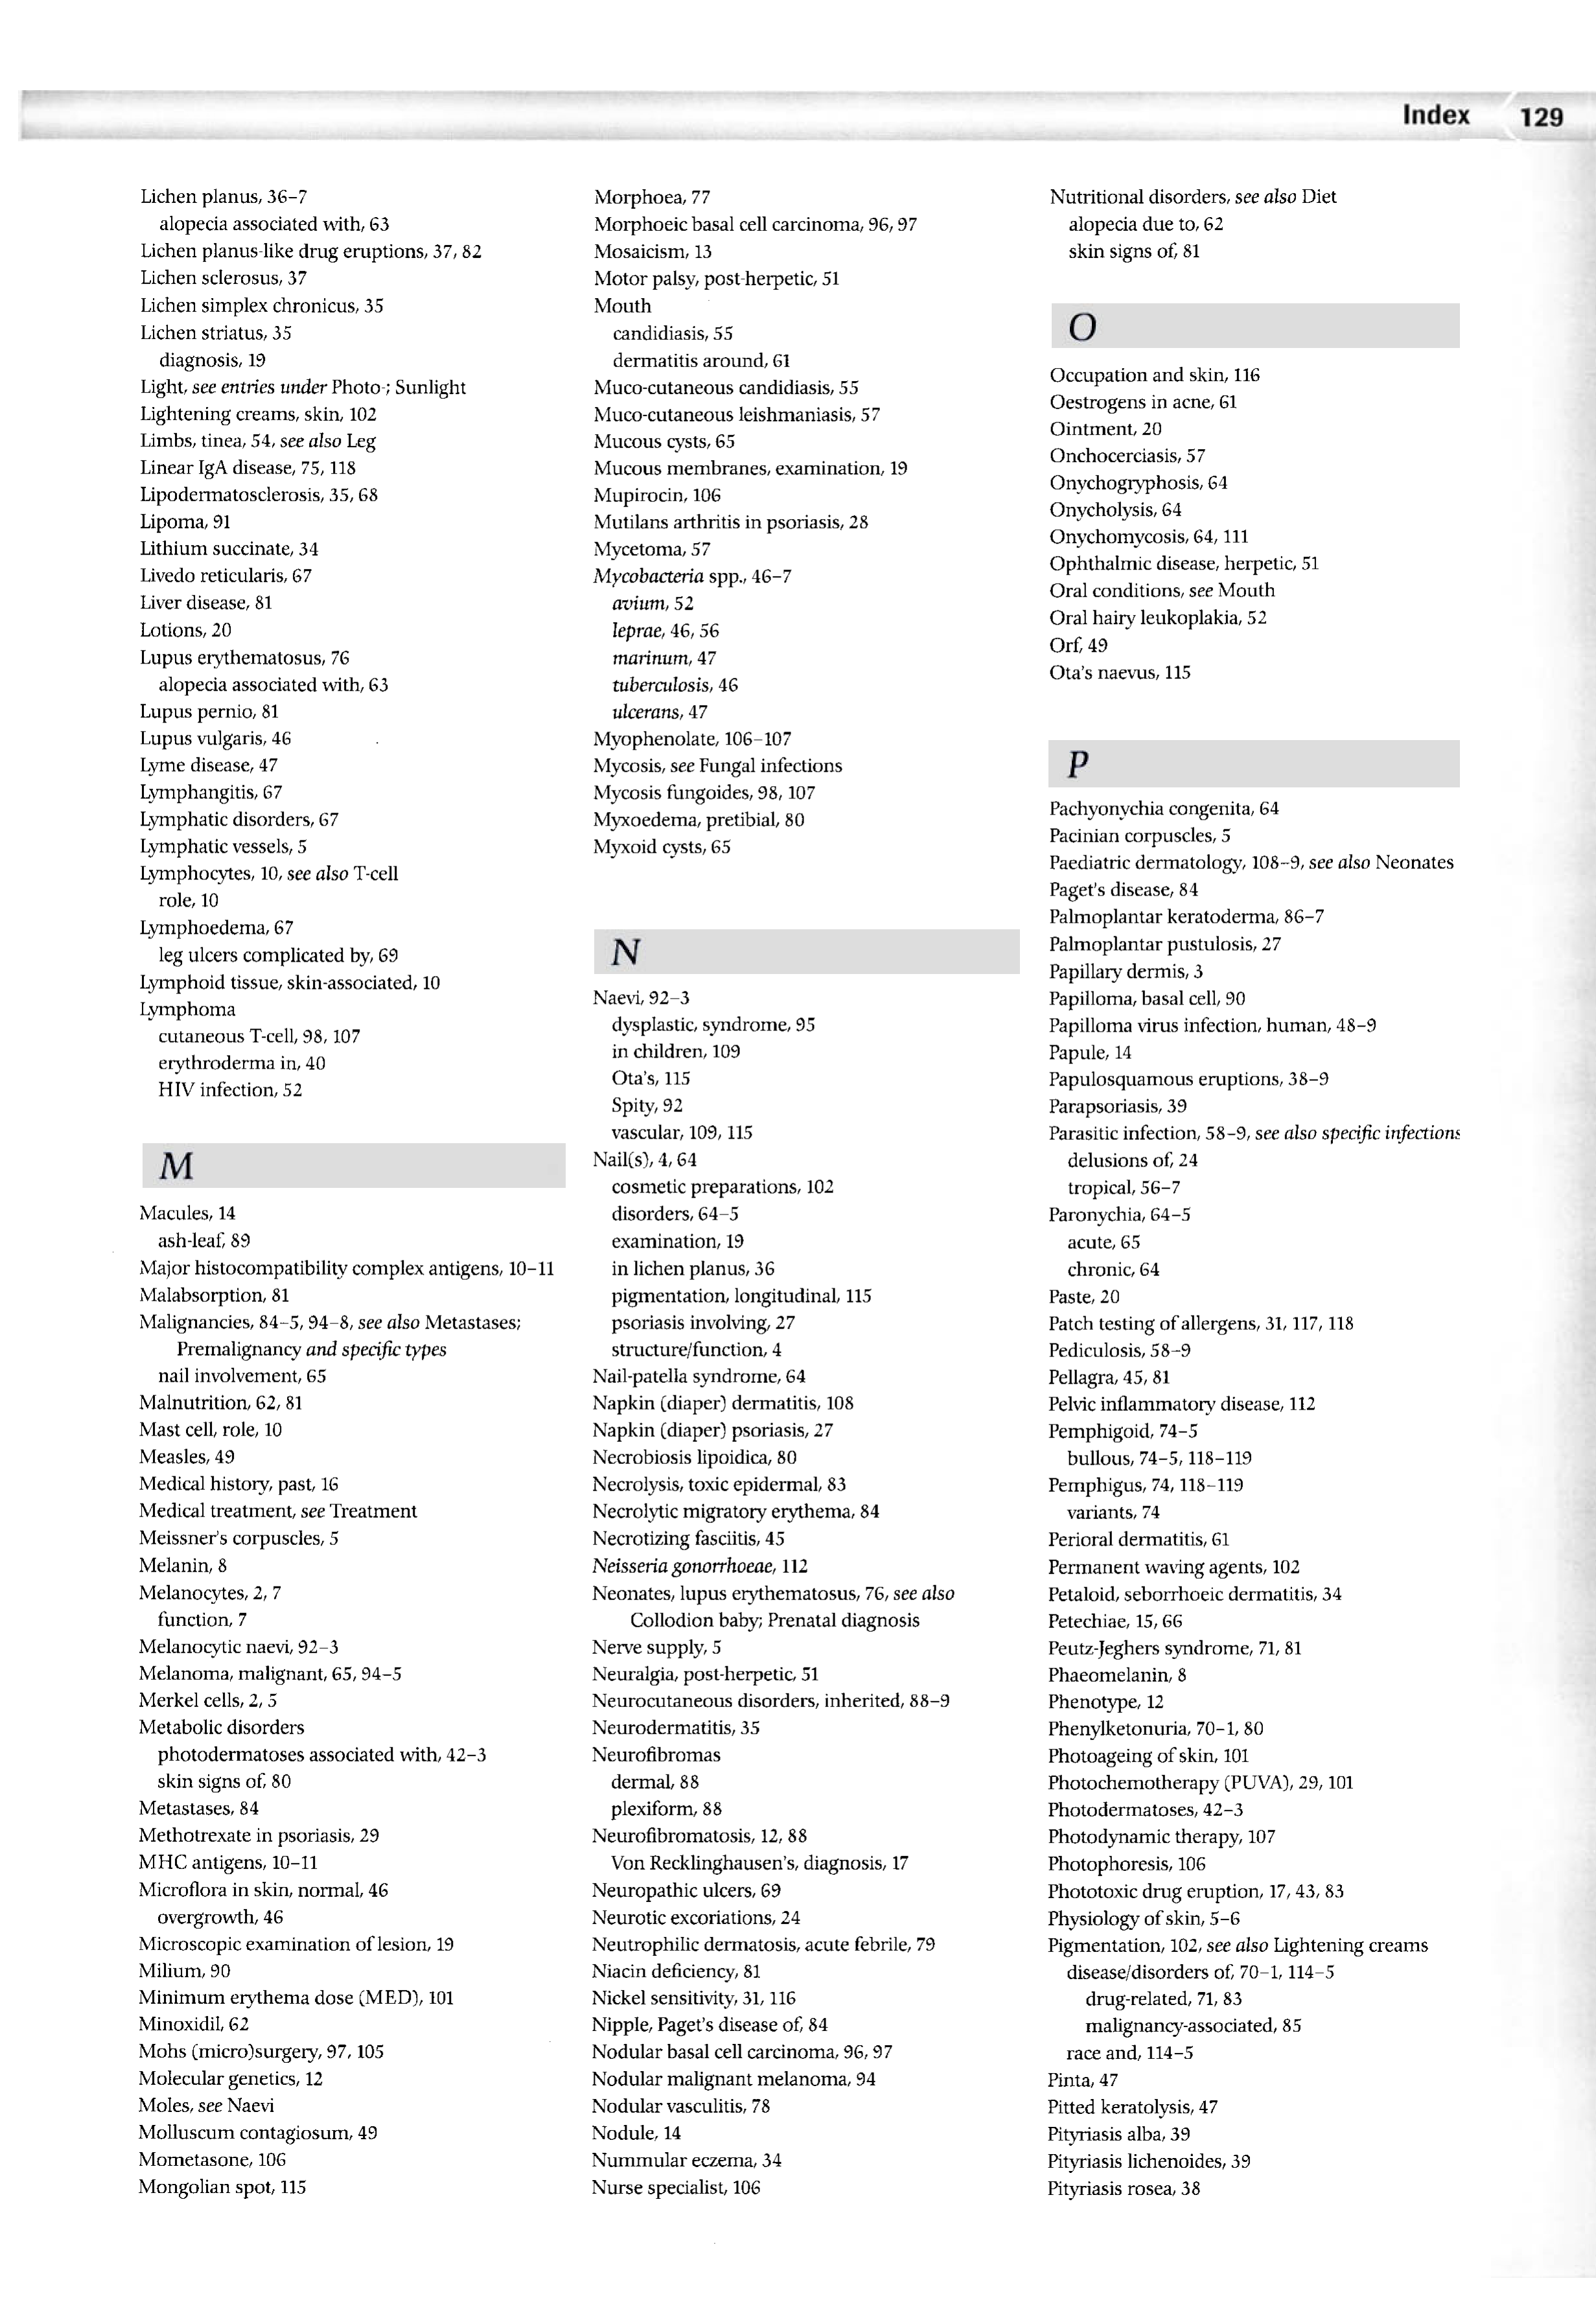 Index 129
Lichen planus, 36–7
alopecia associated with, 63
Lichen planus-like drug eruptions, 37, 82
Lichen sclerosus, 37
Lichen simplex chronicus, 35
Lichen striatus, 35
diagnosis, 19
Light, see entries under Photo-; Sunlight
Lightening creams, skin, 102
Limbs, tinea, 54, see also Leg
Linear IgA disease, 75, 118
Lipodermatosclerosis, 35, 68
Lipoma, 91
Lithium succinate, 34
Livedo reticularis, 67
Liver disease, 81
Lotions, 20
Lupus erythematosus, 76
alopecia associated with, 63
Lupus pernio, 81
Lupus vulgaris, 46
Lyme disease, 47
Lymphangitis, 67
Lymphatic disorders, 67
Lymphatic vessels, 5
Lymphocytes, 10, see also T-cell
role, 10
Lymphoedema, 67
leg ulcers complicated by, 69
Lymphoid tissue, skin-associated, 10
Lymphoma
cutaneous T-cell, 98, 107
erythroderma in, 40
HIV infection, 52
M
Macules, 14
ash-leaf, 89
Major histocompatibility complex antigens, 10–11
Malabsorption, 81
Malignancies, 84–5, 94–8, see also Metastases;
Premalignancy and specific types
nail involvement, 65
Malnutrition, 62, 81
Mast cell, role, 10
Measles, 49
Medical history, past, 16
Medical treatment, see Treatment
Meissner's corpuscles, 5
Melanin, 8
Melanocytes, 2, 7
function, 7
Melanocytic naevi, 92–3
Melanoma, malignant, 65, 94–5
Merkel cells, 2, 5
Metabolic disorders
photodermatoses associated with, 42–3
skin signs of, 80
Metastases, 84
Methotrexate in psoriasis, 29
MHC antigens, 10–11
Microflora in skin, normal, 46
overgrowth, 46
Microscopic examination of lesion, 19
Milium, 90
Minimum erythema dose (MED), 101
Minoxidil, 62
Mohs (micro)surgery, 97, 105
Molecular genetics, 12
Moles, see Naevi
Molluscum contagiosum, 49
Mometasone, 106
Mongolian spot, 115
Morphoea, 77
Morphoeic basal cell carcinoma, 96, 97
Mosaicism, 13
Motor palsy, post-herpetic, 51
Mouth
candidiasis, 55
dermatitis around, 61
Muco-cutaneous candidiasis, 55
Muco-cutaneous leishmaniasis, 57
Mucous cysts, 65
Mucous membranes, examination, 19
Mupirocin, 106
Mutilans arthritis in psoriasis, 28
Mycetoma, 57
Mycobacteria spp., 46–7
avium, 52
leprae, 46, 56
marinum, 47
tuberculosis, 46
ulcerans, 47
Myophenolate, 106–107
Mycosis, see Fungal infections
Mycosis fungoides, 98, 107
Myxoedema, pretibial, 80
Myxoid cysts, 65
N
Naevi, 92–3
dysplastic, syndrome, 95
in children, 109
Ota's, 115
Spity, 92
vascular, 109, 115
Nail(s), 4, 64
cosmetic preparations, 102
disorders, 64–5
examination, 19
in lichen planus, 36
pigmentation, longitudinal, 115
psoriasis involving, 27
structure/function, 4
Nail-patella syndrome, 64
Napkin (diaper) dermatitis, 108
Napkin (diaper) psoriasis, 27
Necrobiosis lipoidica, 80
Necrolysis, toxic epidermal, 83
Necrolytic migratory erythema, 84
Necrotizing fasciitis, 45
Neisseria gonorrhoeae, 112
Neonates, lupus erythematosus, 76, see also
Collodion baby; Prenatal diagnosis
Nerve supply, 5
Neuralgia, post-herpetic, 51
Neurocutaneous disorders, inherited, 88–9
Neurodermatitis, 35
Neurofibromas
dermal, 88
plexiform, 88
Neurofibromatosis, 12, 88
Von Recklinghausen's, diagnosis, 17
Neuropathic ulcers, 69
Neurotic excoriations, 24
Neutrophilic dermatosis, acute febrile, 79
Niacin deficiency, 81
Nickel sensitivity, 31, 116
Nipple, Paget's disease of, 84
Nodular basal cell carcinoma, 96, 97
Nodular malignant melanoma, 94
Nodular vasculitis, 78
Nodule, 14
Nummular eczema, 34
Nurse specialist, 106
Nutritional disorders, see also Diet
alopecia due to, 62
skin signs of, 81
O
Occupation and skin, 116
Oestrogens in acne, 61
Ointment, 20
Onchocerciasis, 57
Onychogryphosis, 64
Onycholysis, 64
Onychomycosis, 64, 111
Ophthalmic disease, herpetic, 51
Oral conditions, see Mouth
Oral hairy leukoplakia, 52
Orf, 49
Ota's naevus, 115
P
Pachyonychia congenita, 64
Pacinian corpuscles, 5
Paediatric dermatology, 108–9, see also Neonates
Paget's disease, 84
Palmoplantar keratoderma, 86–7
Palmoplantar pustulosis, 27
Papillary dermis, 3
Papilloma, basal cell, 90
Papilloma virus infection, human, 48–9
Papule, 14
Papulosquamous eruptions, 38–9
Parapsoriasis, 39
Parasitic infection, 58–9, see also specific infections
delusions of, 24
tropical, 56–7
Paronychia, 64–5
acute, 65
chronic, 64
Paste, 20
Patch testing of allergens, 31, 117, 118
Pediculosis, 58–9
Pellagra, 45, 81
Pelvic inflammatory disease, 112
Pemphigoid, 74–5
bullous, 74–5, 118–119
Pemphigus, 74, 118–119
variants, 74
Perioral dermatitis, 61
Permanent waving agents, 102
Petaloid, seborrhoeic dermatitis, 34
Petechiae, 15, 66
Peutz-Jeghers syndrome, 71, 81
Phaeomelanin, 8
Phenotype, 12
Phenylketonuria, 70–1, 80
Photoageing of skin, 101
Photochemotherapy (PUVA), 29, 101
Photodermatoses, 42–3
Photodynamic therapy, 107
Photophoresis, 106
Phototoxic drug eruption, 17, 43, 83
Physiology of skin, 5–6
Pigmentation, 102, see also Lightening creams
disease/disorders of, 70–1, 114–5
drug-related, 71, 83
malignancy-associated, 85
race and, 114–5
Pinta, 47
Pitted keratolysis, 47
Pityriasis alba, 39
Pityriasis lichenoides, 39
Pityriasis rosea, 38